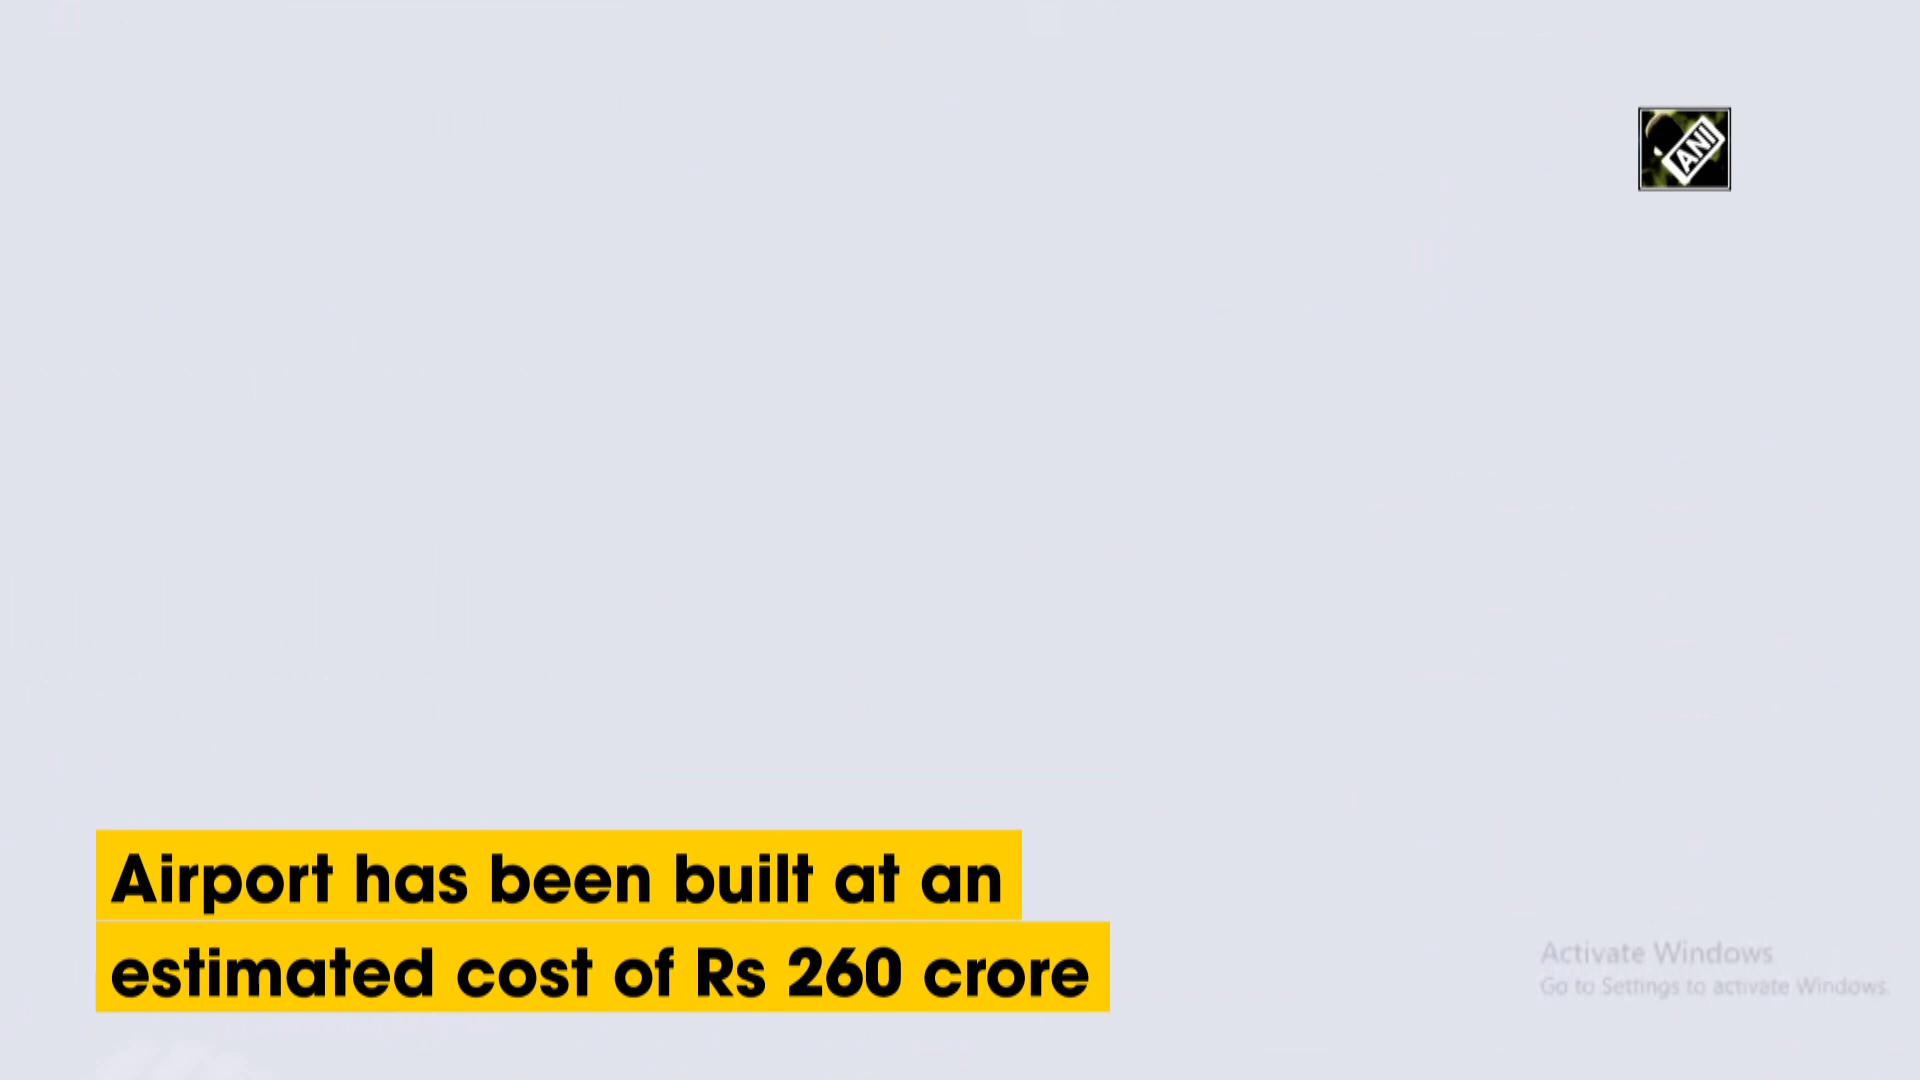 ANI
Airport has been built at an
estimated cost of Rs 260 crore
Activate Windows
Go to Settings to activate Windows.